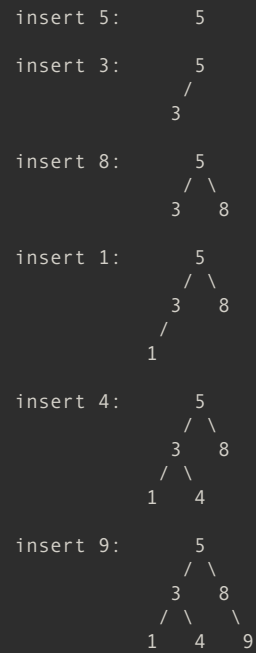 insert 5:      5
insert 3:      5
              /
             3
insert 8:      5
              / \
             3   8
insert 1:      5
              / \
             3   8
            /
           1
insert 4:      5
              / \
             3   8
            / \
           1   4
insert 9:      5
              / \
             3   8
            / \   \
           1   4   9